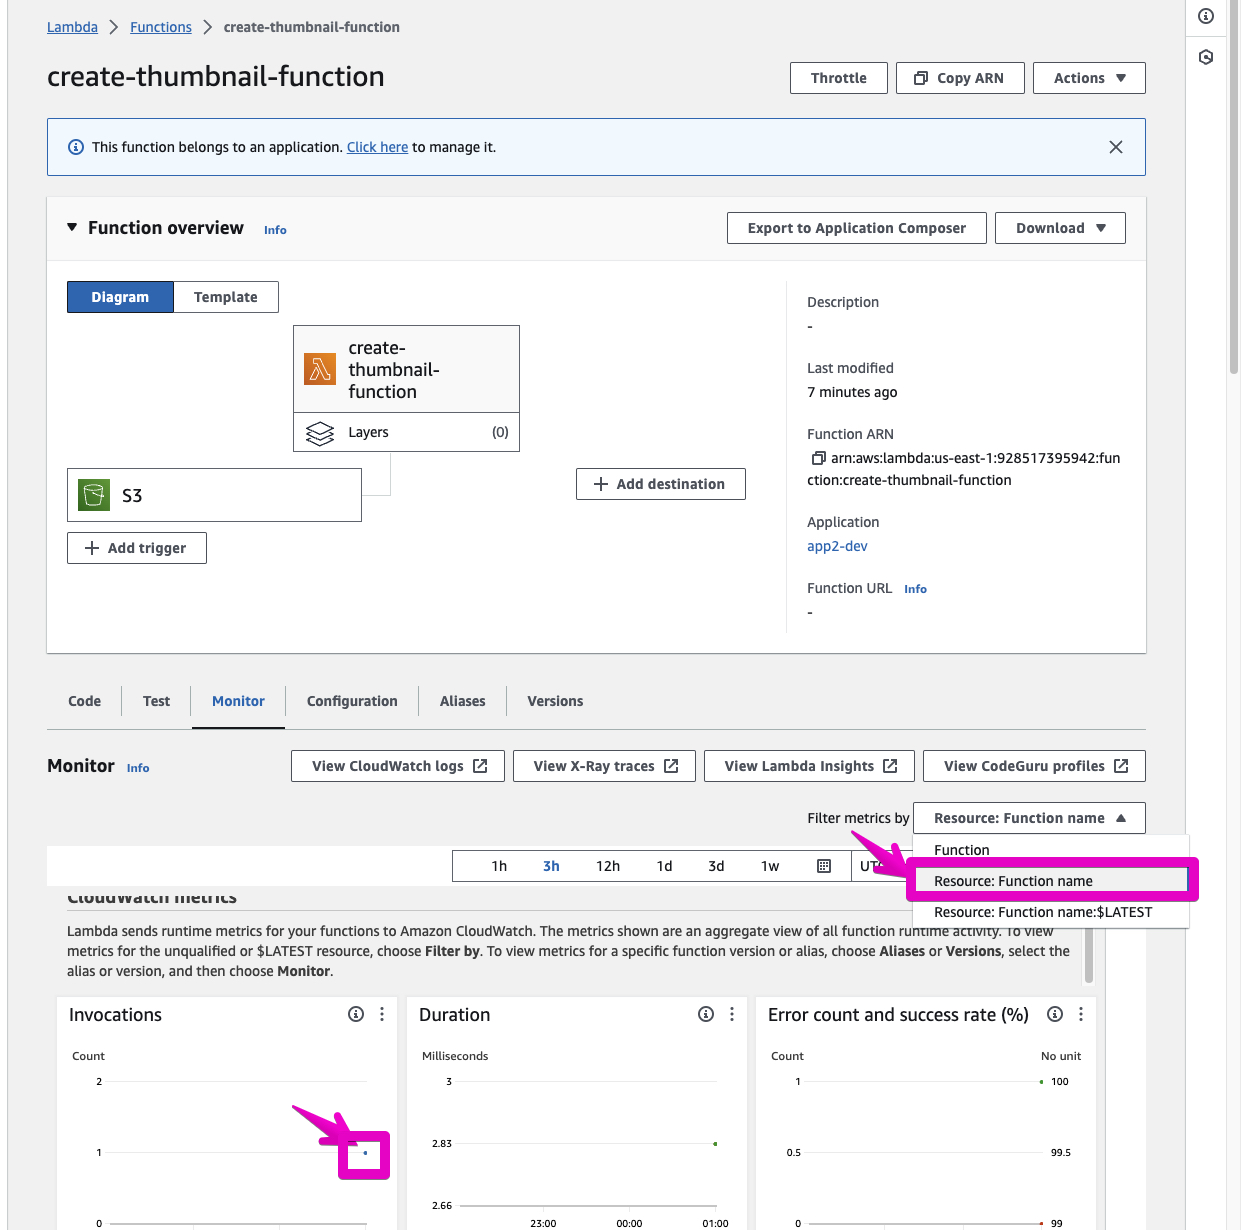 Lambda > Functions > create-thumbnail-function
create-thumbnail-function
Throttle
Copy ARN
Actions
This function belongs to an application. Click here to manage it.
Function overview Info
Export to Application Composer
Download
Diagram
Template
create-
thumbnail-
function
Layers
(0)
S3
+ Add trigger
+ Add destination
Description
-
Last modified
7 minutes ago
Function ARN
arn:aws:lambda:us-east-1:928517395942:fun
ction:create-thumbnail-function
Application
app2-dev
Function URL Info
-
Code
Test
Monitor
Configuration
Aliases
Versions
Monitor Info
View CloudWatch logs
View X-Ray traces
View Lambda Insights
View CodeGuru profiles
Filter metrics by
Resource: Function name
Function
Resource: Function name
Resource: Function name:$LATEST
1h
3h
12h
1d
3d
1w
CloudWatch metrics
Lambda sends runtime metrics for your functions to Amazon CloudWatch. The metrics shown are an aggregate view of all function runtime activity. To view
metrics for the unqualified or $LATEST resource, choose Filter by. To view metrics for a specific function version or alias, choose Aliases or Versions, select the
alias or version, and then choose Monitor.
Invocations
Count
2
1
0
Duration
Milliseconds
3
2.83
2.66
23:00
00:00
01:00
Error count and success rate (%)
Count
No unit
1
100
0.5
99.5
0
99